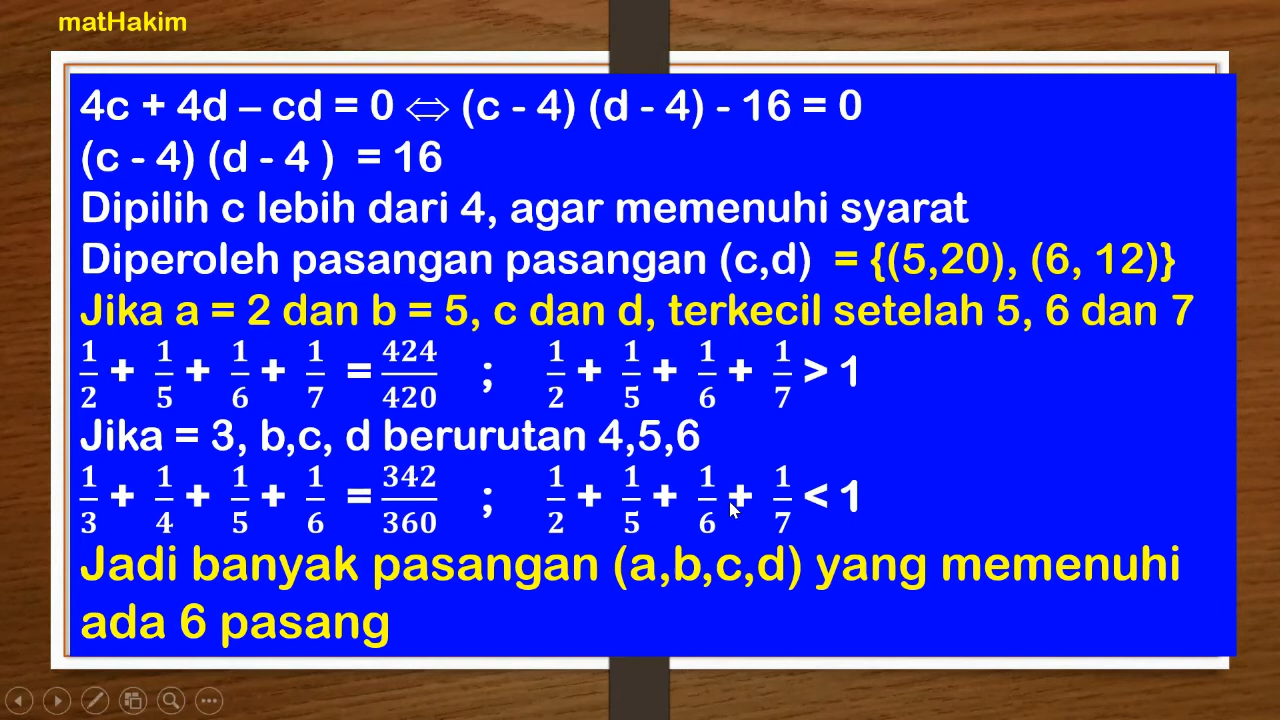 matHakim
4c + 4d – cd = 0 ⇔ (c - 4) (d - 4) - 16 = 0
(c - 4) (d - 4 ) = 16
Dipilih c lebih dari 4, agar memenuhi syarat
Diperoleh pasangan pasangan (c,d) = {(5,20), (6, 12)}
Jika a = 2 dan b = 5, c dan d, terkecil setelah 5, 6 dan 7
1/2 + 1/5 + 1/6 + 1/7 = 424/420 ; 1/2 + 1/5 + 1/6 + 1/7 > 1
Jika = 3, b,c, d berurutan 4,5,6
1/3 + 1/4 + 1/5 + 1/6 = 342/360 ; 1/2 + 1/5 + 1/6 + 1/7 < 1
Jadi banyak pasangan (a,b,c,d) yang memenuhi
ada 6 pasang